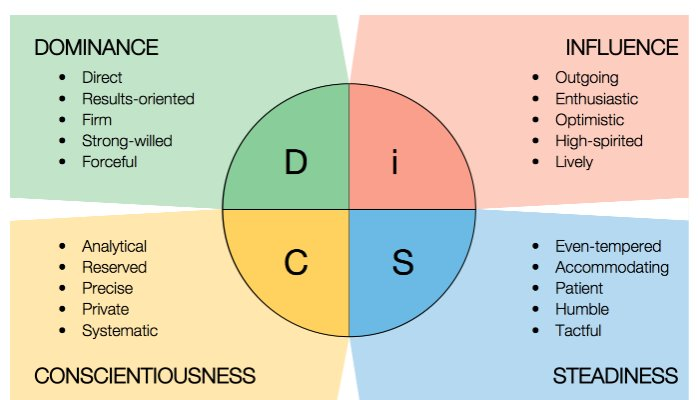 DOMINANCE
• Direct
• Results-oriented
• Firm
• Strong-willed
• Forceful
INFLUENCE
• Outgoing
• Enthusiastic
• Optimistic
• High-spirited
• Lively
D
i
C
S
• Analytical
• Reserved
• Precise
• Private
• Systematic
CONSCIENTIOUSNESS
• Even-tempered
• Accommodating
• Patient
• Humble
• Tactful
STEADINESS